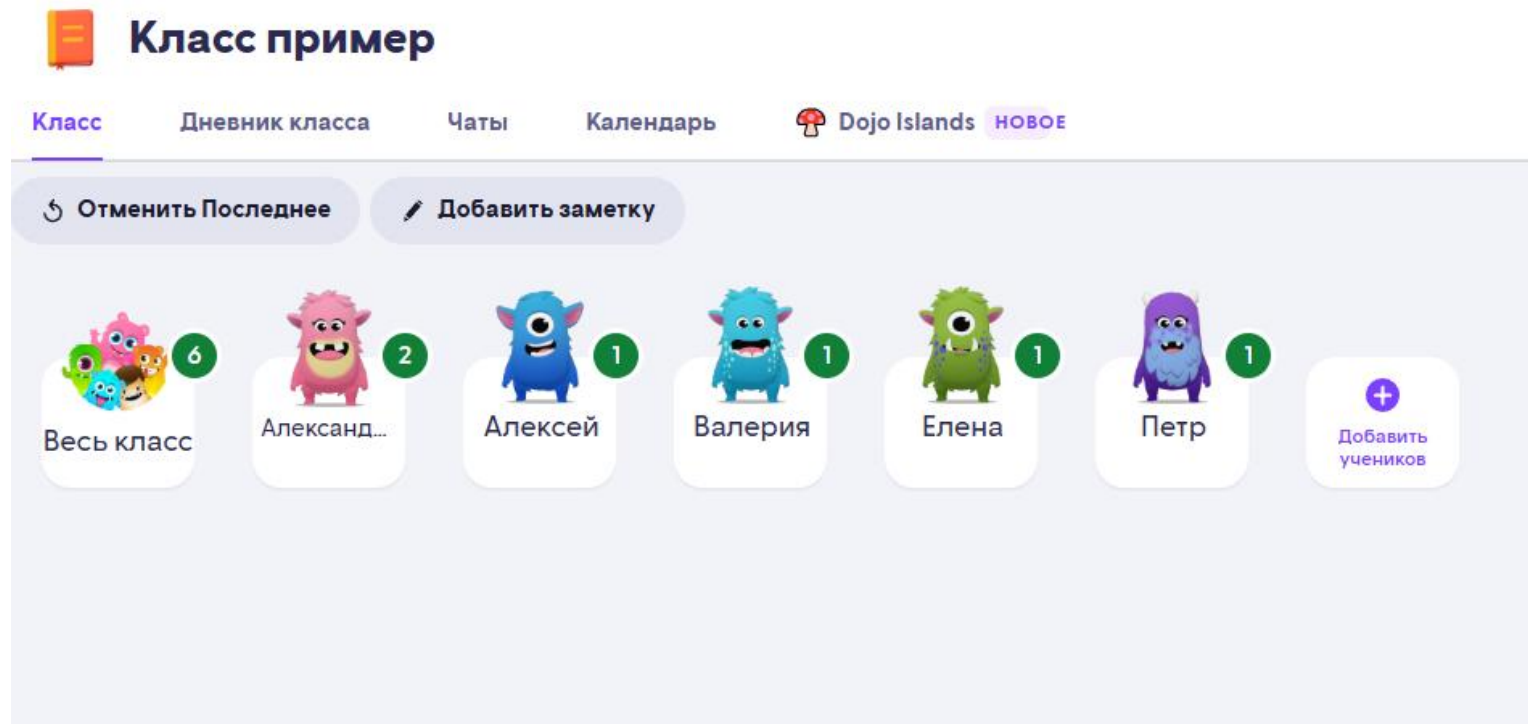 Класс пример
Класс Дневник класса Чаты Календарь Dojo Islands НОВОЕ
Отменить Последнее Добавить заметку
6 2 1 1 1 1
Весь класс Александ... Алексей Валерия Елена Петр
Добавить
учеников